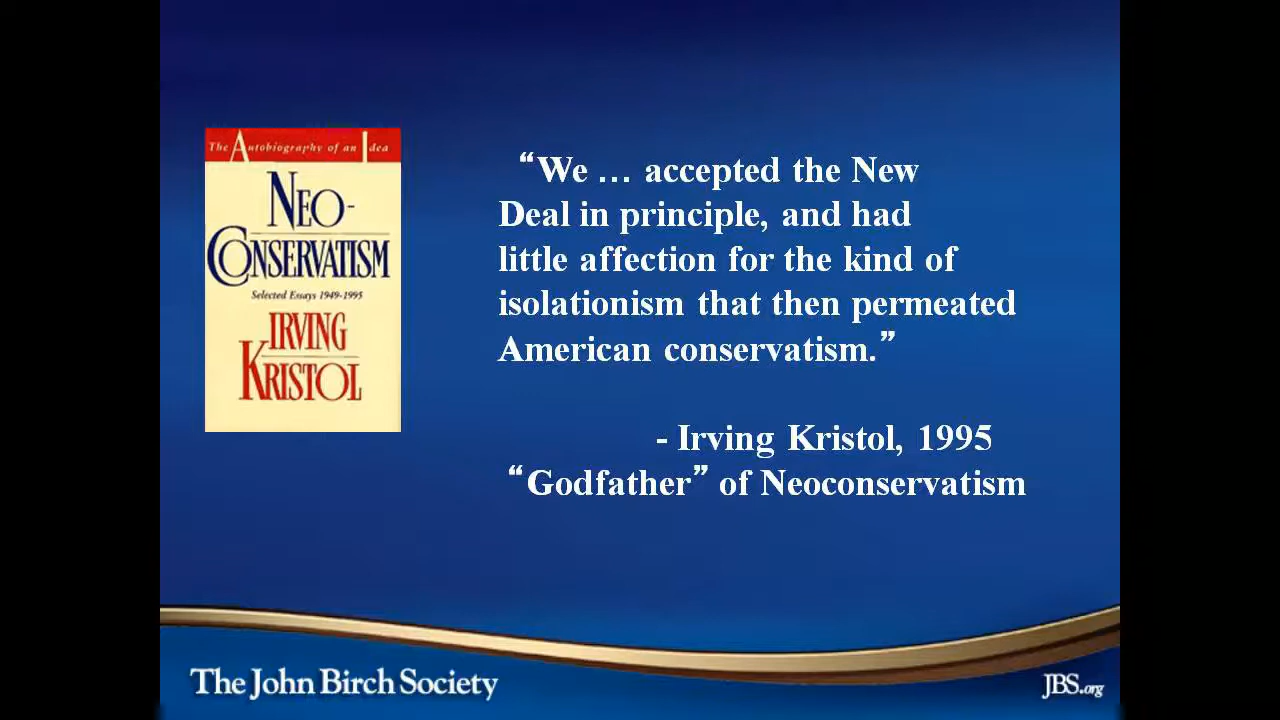 The Autobiography of an Idea
NEO-
CONSERVATISM
Selected Essays 1949-1995
IRVING
KRISTOL
“We … accepted the New
Deal in principle, and had
little affection for the kind of
isolationism that then permeated
American conservatism.”
- Irving Kristol, 1995
“Godfather” of Neoconservatism
The John Birch Society
JBS.org